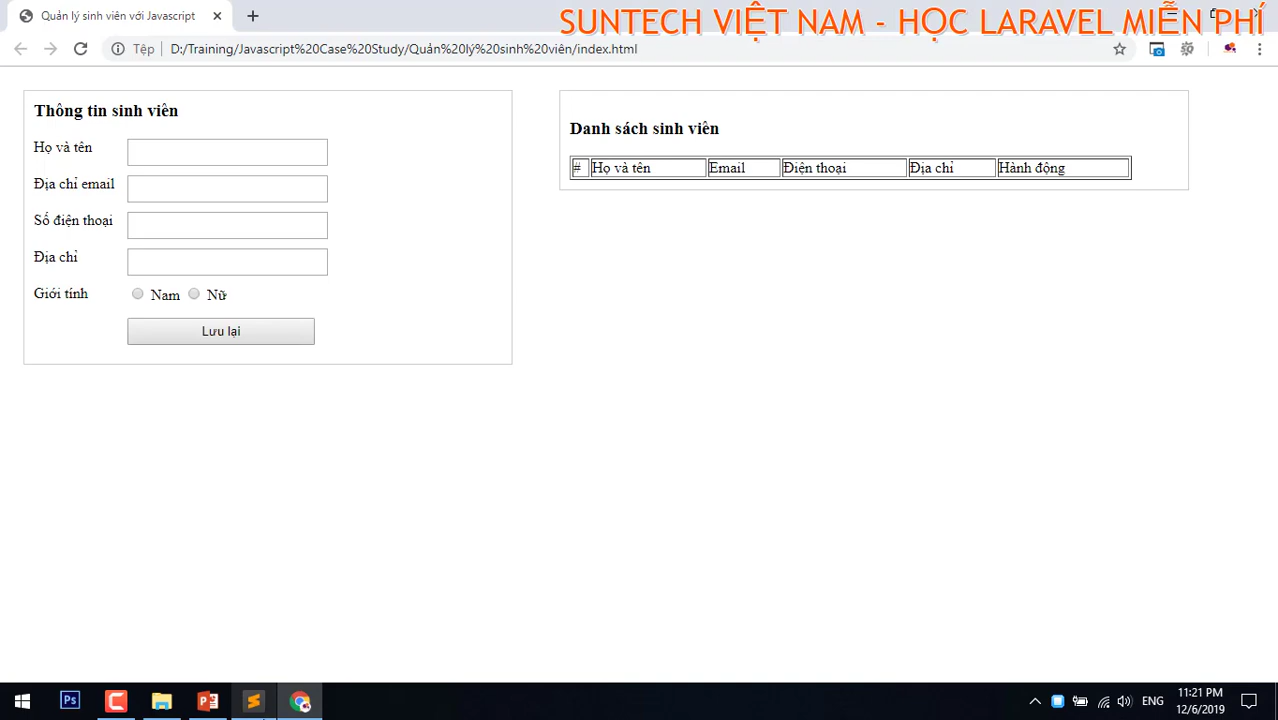 Quản lý sinh viên với Javascript
SUNTECH VIỆT NAM - HỌC LARAVEL MIỄN PHÍ
Tệp D:/Training/Javascript%20Case%20Study/Quản%20lý%20sinh%20viên/index.html
Thông tin sinh viên
Họ và tên
Địa chỉ email
Số điện thoại
Địa chỉ
Giới tính Nam Nữ
Lưu lại
Danh sách sinh viên
# Họ và tên Email Điện thoại Địa chỉ Hành động
Ps
ENG
11:21 PM
12/6/2019